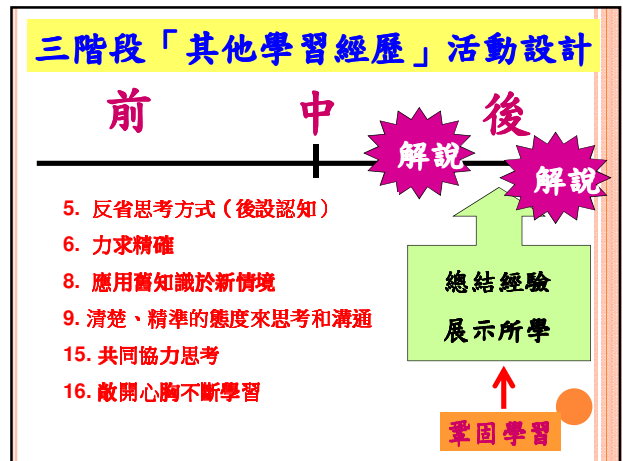 三階段「其他學習經歷」活動設計
前 中 後
解說
解說
5. 反省思考方式（後設認知）
6. 力求精確
8. 應用舊知識於新情境
9. 清楚、精準的態度來思考和溝通
15. 共同協力思考
16. 敞開心胸不斷學習
總結經驗
展示所學
鞏固學習